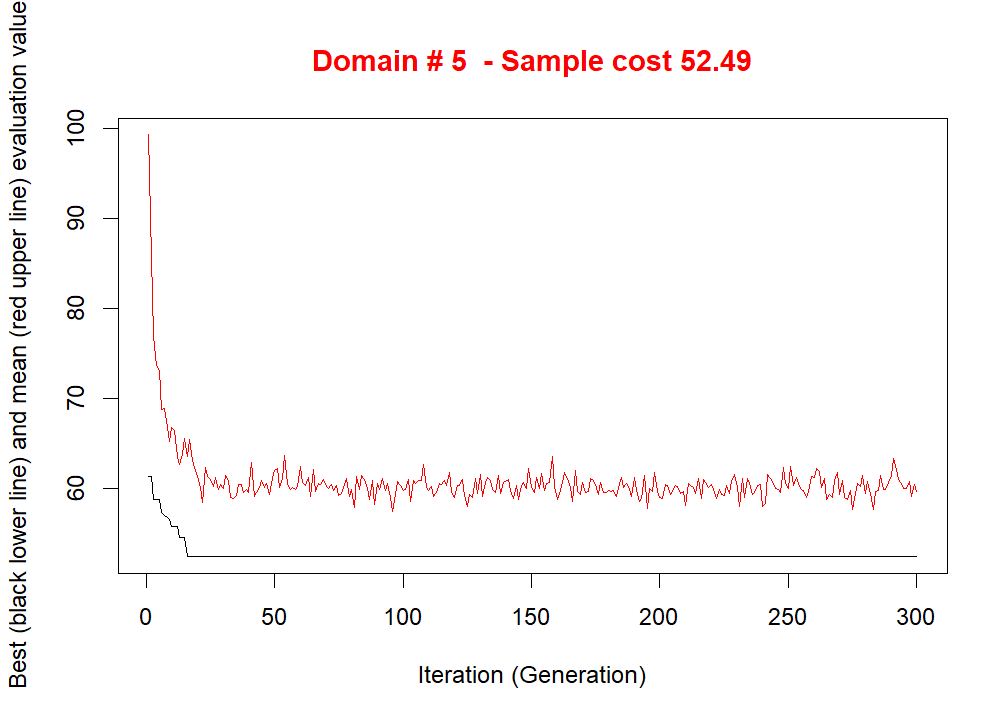 Domain # 5  - Sample cost 52.49
Best (black lower line) and mean (red upper line) evaluation value
100
90
80
70
60
0 50 100 150 200 250 300
Iteration (Generation)